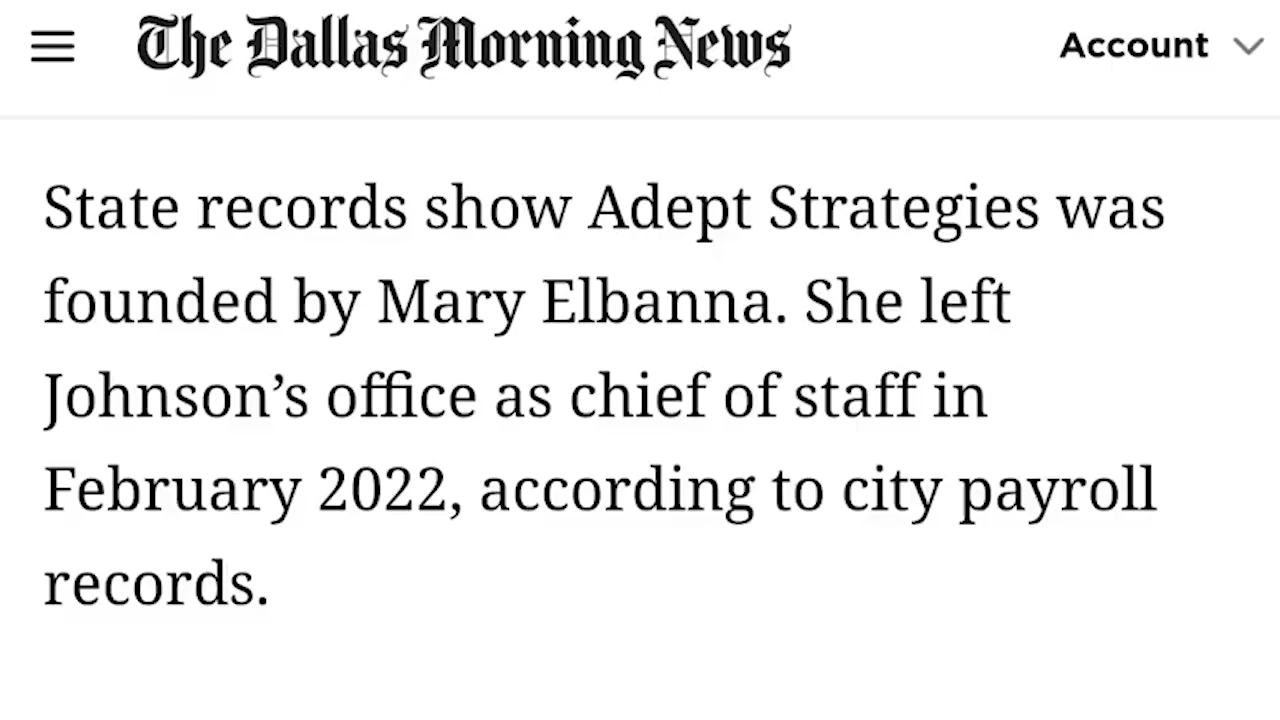 The Dallas Morning News
Account
State records show Adept Strategies was
founded by Mary Elbanna. She left
Johnson’s office as chief of staff in
February 2022, according to city payroll
records.